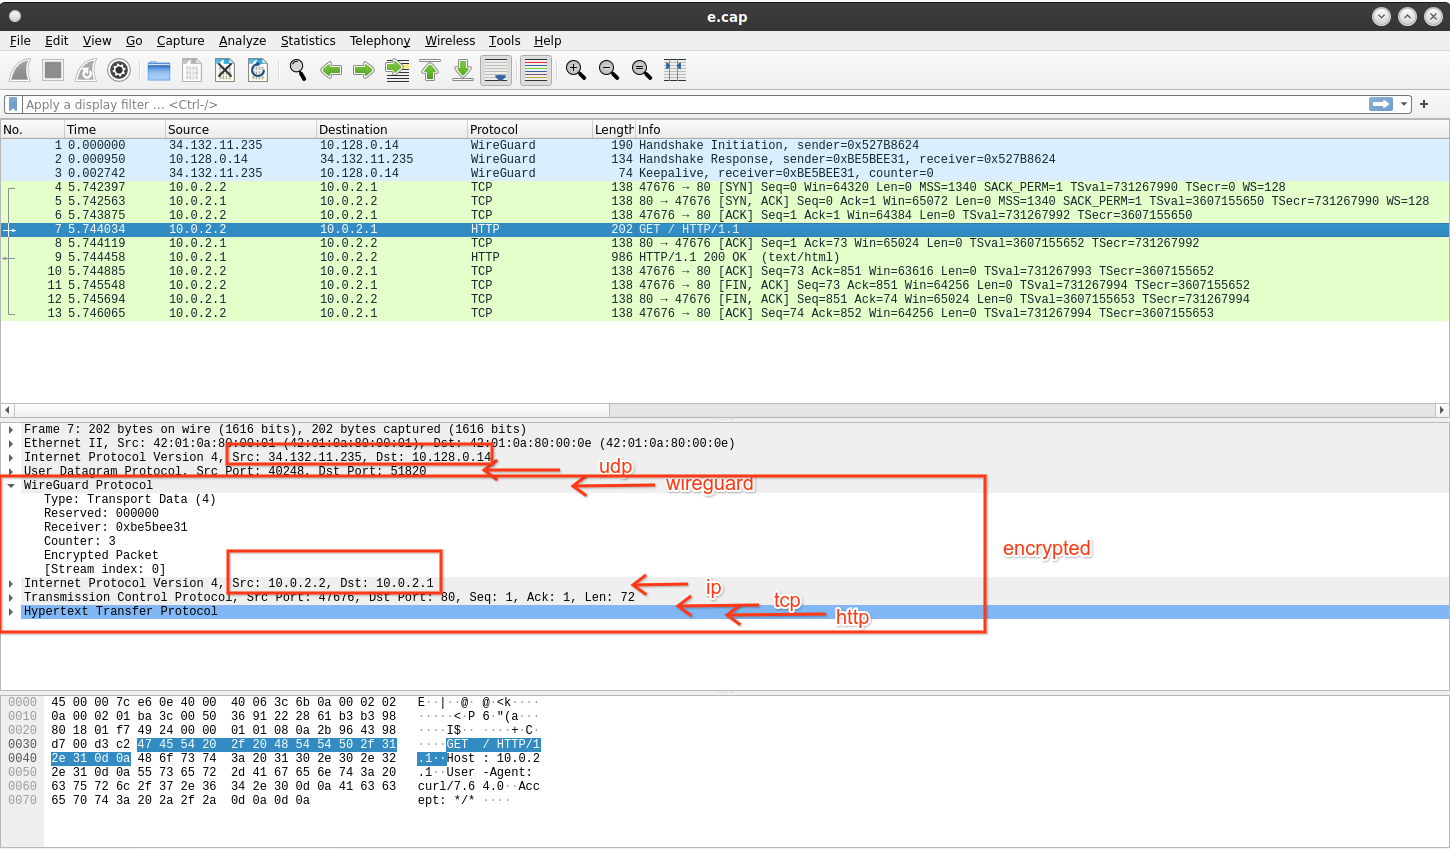 e.cap
File Edit View Go Capture Analyze Statistics Telephony Wireless Tools Help
Apply a display filter ... <Ctrl-/>
No. Time Source Destination Protocol Length Info
1 0.000000 34.132.11.235 10.128.0.14 WireGuard 190 Handshake Initiation, sender=0x527B8624
2 0.000950 10.128.0.14 34.132.11.235 WireGuard 134 Handshake Response, sender=0xBE5BEE31, receiver=0x527B8624
3 0.002742 34.132.11.235 10.128.0.14 WireGuard 74 Keepalive, receiver=0xBE5BEE31, counter=0
4 5.742397 10.0.2.2 10.0.2.1 TCP 138 47676 → 80 [SYN] Seq=0 Win=64320 Len=0 MSS=1340 SACK_PERM=1 TSval=731267990 TSecr=0 WS=128
5 5.742563 10.0.2.1 10.0.2.2 TCP 138 80 → 47676 [SYN, ACK] Seq=0 Ack=1 Win=65072 Len=0 MSS=1340 SACK_PERM=1 TSval=3607155650 TSecr=731267990 WS=128
6 5.743875 10.0.2.2 10.0.2.1 TCP 138 47676 → 80 [ACK] Seq=1 Ack=1 Win=64384 Len=0 TSval=731267992 TSecr=3607155650
7 5.744034 10.0.2.2 10.0.2.1 HTTP 202 GET / HTTP/1.1
8 5.744119 10.0.2.1 10.0.2.2 TCP 138 80 → 47676 [ACK] Seq=1 Ack=73 Win=65024 Len=0 TSval=3607155652 TSecr=731267992
9 5.744458 10.0.2.1 10.0.2.2 HTTP 986 HTTP/1.1 200 OK  (text/html)
10 5.744885 10.0.2.2 10.0.2.1 TCP 138 47676 → 80 [ACK] Seq=73 Ack=851 Win=63616 Len=0 TSval=731267993 TSecr=3607155652
11 5.745548 10.0.2.2 10.0.2.1 TCP 138 47676 → 80 [FIN, ACK] Seq=73 Ack=851 Win=64256 Len=0 TSval=731267994 TSecr=3607155652
12 5.745694 10.0.2.1 10.0.2.2 TCP 138 80 → 47676 [FIN, ACK] Seq=851 Ack=74 Win=65024 Len=0 TSval=3607155653 TSecr=731267994
13 5.746065 10.0.2.2 10.0.2.1 TCP 138 47676 → 80 [ACK] Seq=74 Ack=852 Win=64256 Len=0 TSval=731267994 TSecr=3607155653
Frame 7: 202 bytes on wire (1616 bits), 202 bytes captured (1616 bits)
Ethernet II, Src: 42:01:0a:80:00:01 (42:01:0a:80:00:01), Dst: 42:01:0a:80:00:0e (42:01:0a:80:00:0e)
Internet Protocol Version 4, Src: 34.132.11.235, Dst: 10.128.0.14
User Datagram Protocol, Src Port: 40248, Dst Port: 51820
udp
WireGuard Protocol
wireguard
Type: Transport Data (4)
Reserved: 000000
Receiver: 0xbe5bee31
Counter: 3
Encrypted Packet
encrypted
[Stream index: 0]
Internet Protocol Version 4, Src: 10.0.2.2, Dst: 10.0.2.1
ip
Transmission Control Protocol, Src Port: 47676, Dst Port: 80, Seq: 1, Ack: 1, Len: 72
tcp
Hypertext Transfer Protocol
http
0000 45 00 00 7c e6 0e 40 00 40 06 3c 6b 0a 00 02 02 E··|··@· @·<k····
0010 0a 00 02 01 ba 3c 00 50 36 91 22 28 61 b3 b3 98 ·····<·P 6·"(a···
0020 80 18 01 f7 49 24 00 00 01 01 08 0a 2b 96 43 98 ····I$·· ····+·C·
0030 d7 00 d3 c2 47 45 54 20 2f 20 48 54 54 50 2f 31 ····GET / HTTP/1
0040 2e 31 0d 0a 48 6f 73 74 3a 20 31 30 2e 30 2e 32 .1··Host : 10.0.2
0050 2e 31 0d 0a 55 73 65 72 2d 41 67 65 6e 74 3a 20 .1··User -Agent:
0060 63 75 72 6c 2f 37 2e 36 34 2e 30 0d 0a 41 63 63 curl/7.6 4.0··Acc
0070 65 70 74 3a 20 2a 2f 2a 0d 0a 0d 0a ept: */* ····